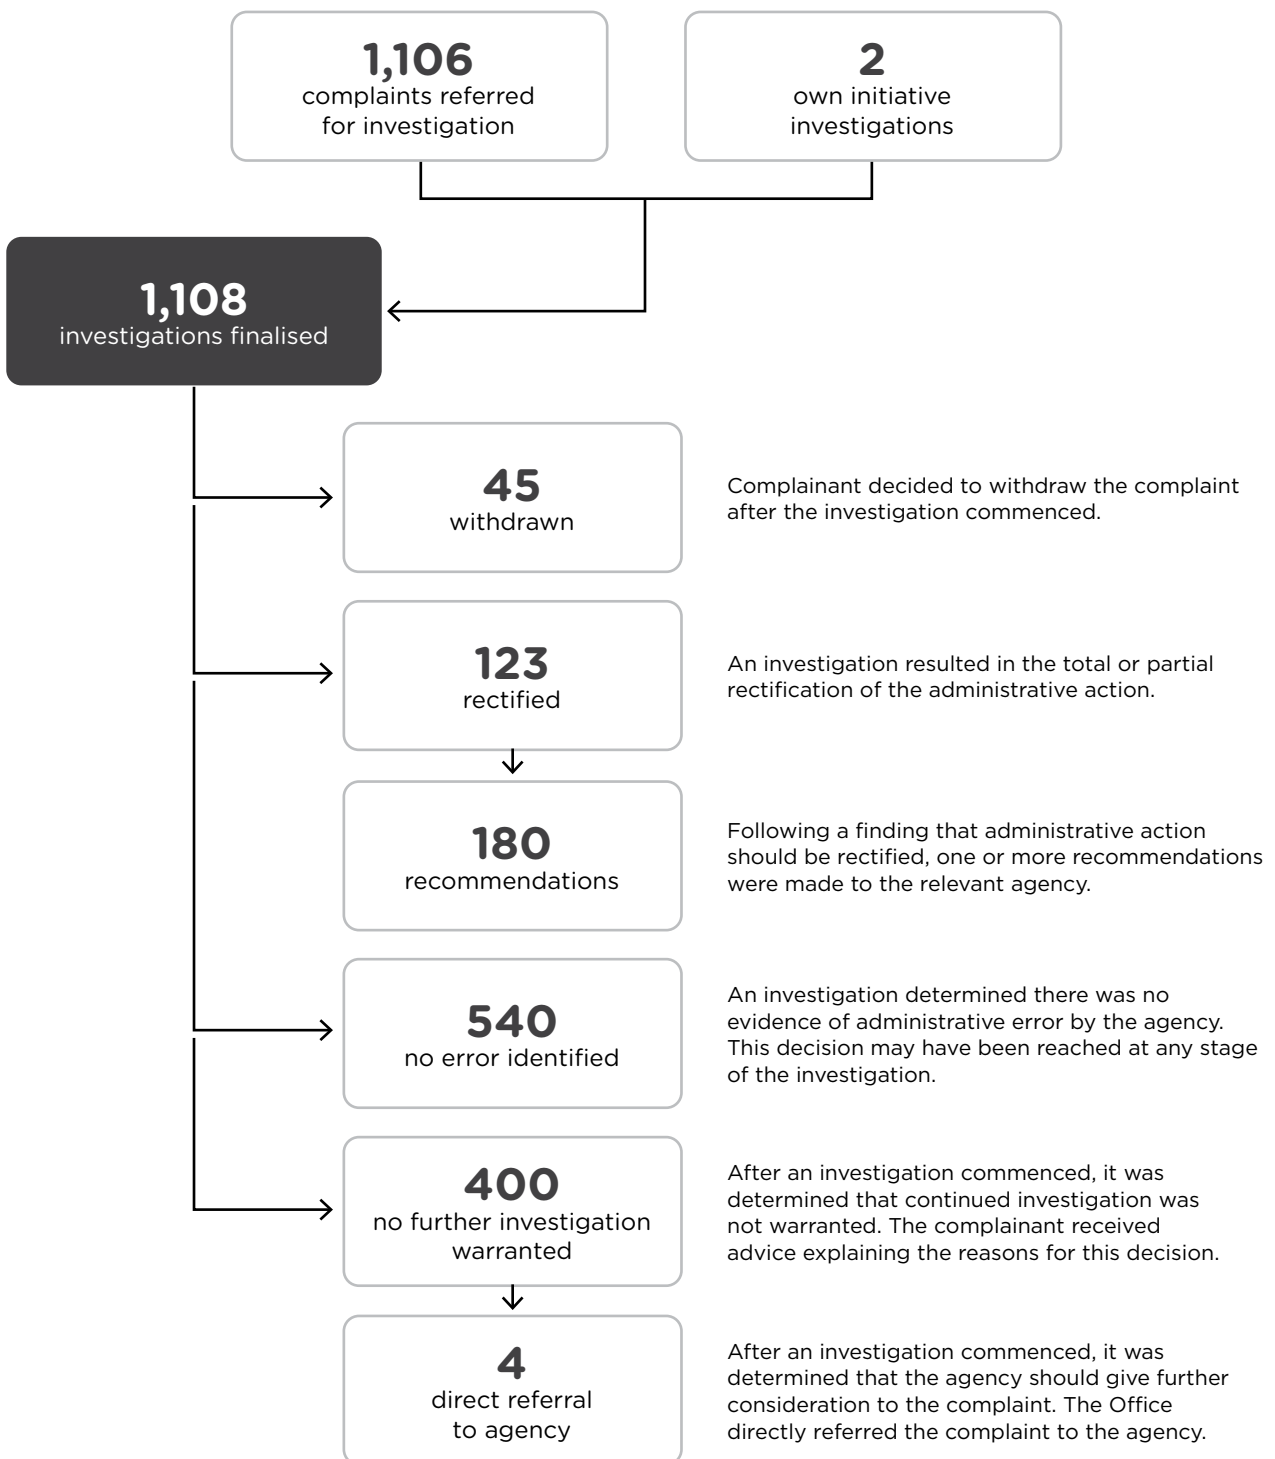 1,106
complaints referred
for investigation
2
own initiative
investigations
1,108
investigations finalised
45
withdrawn
Complainant decided to withdraw the complaint
after the investigation commenced.
123
rectified
An investigation resulted in the total or partial
rectification of the administrative action.
180
recommendations
Following a finding that administrative action
should be rectified, one or more recommendations
were made to the relevant agency.
540
no error identified
An investigation determined there was no
evidence of administrative error by the agency.
This decision may have been reached at any stage
of the investigation.
400
no further investigation
warranted
After an investigation commenced, it was
determined that continued investigation was
not warranted. The complainant received
advice explaining the reasons for this decision.
4
direct referral
to agency
After an investigation commenced, it was
determined that the agency should give further
consideration to the complaint. The Office
directly referred the complaint to the agency.